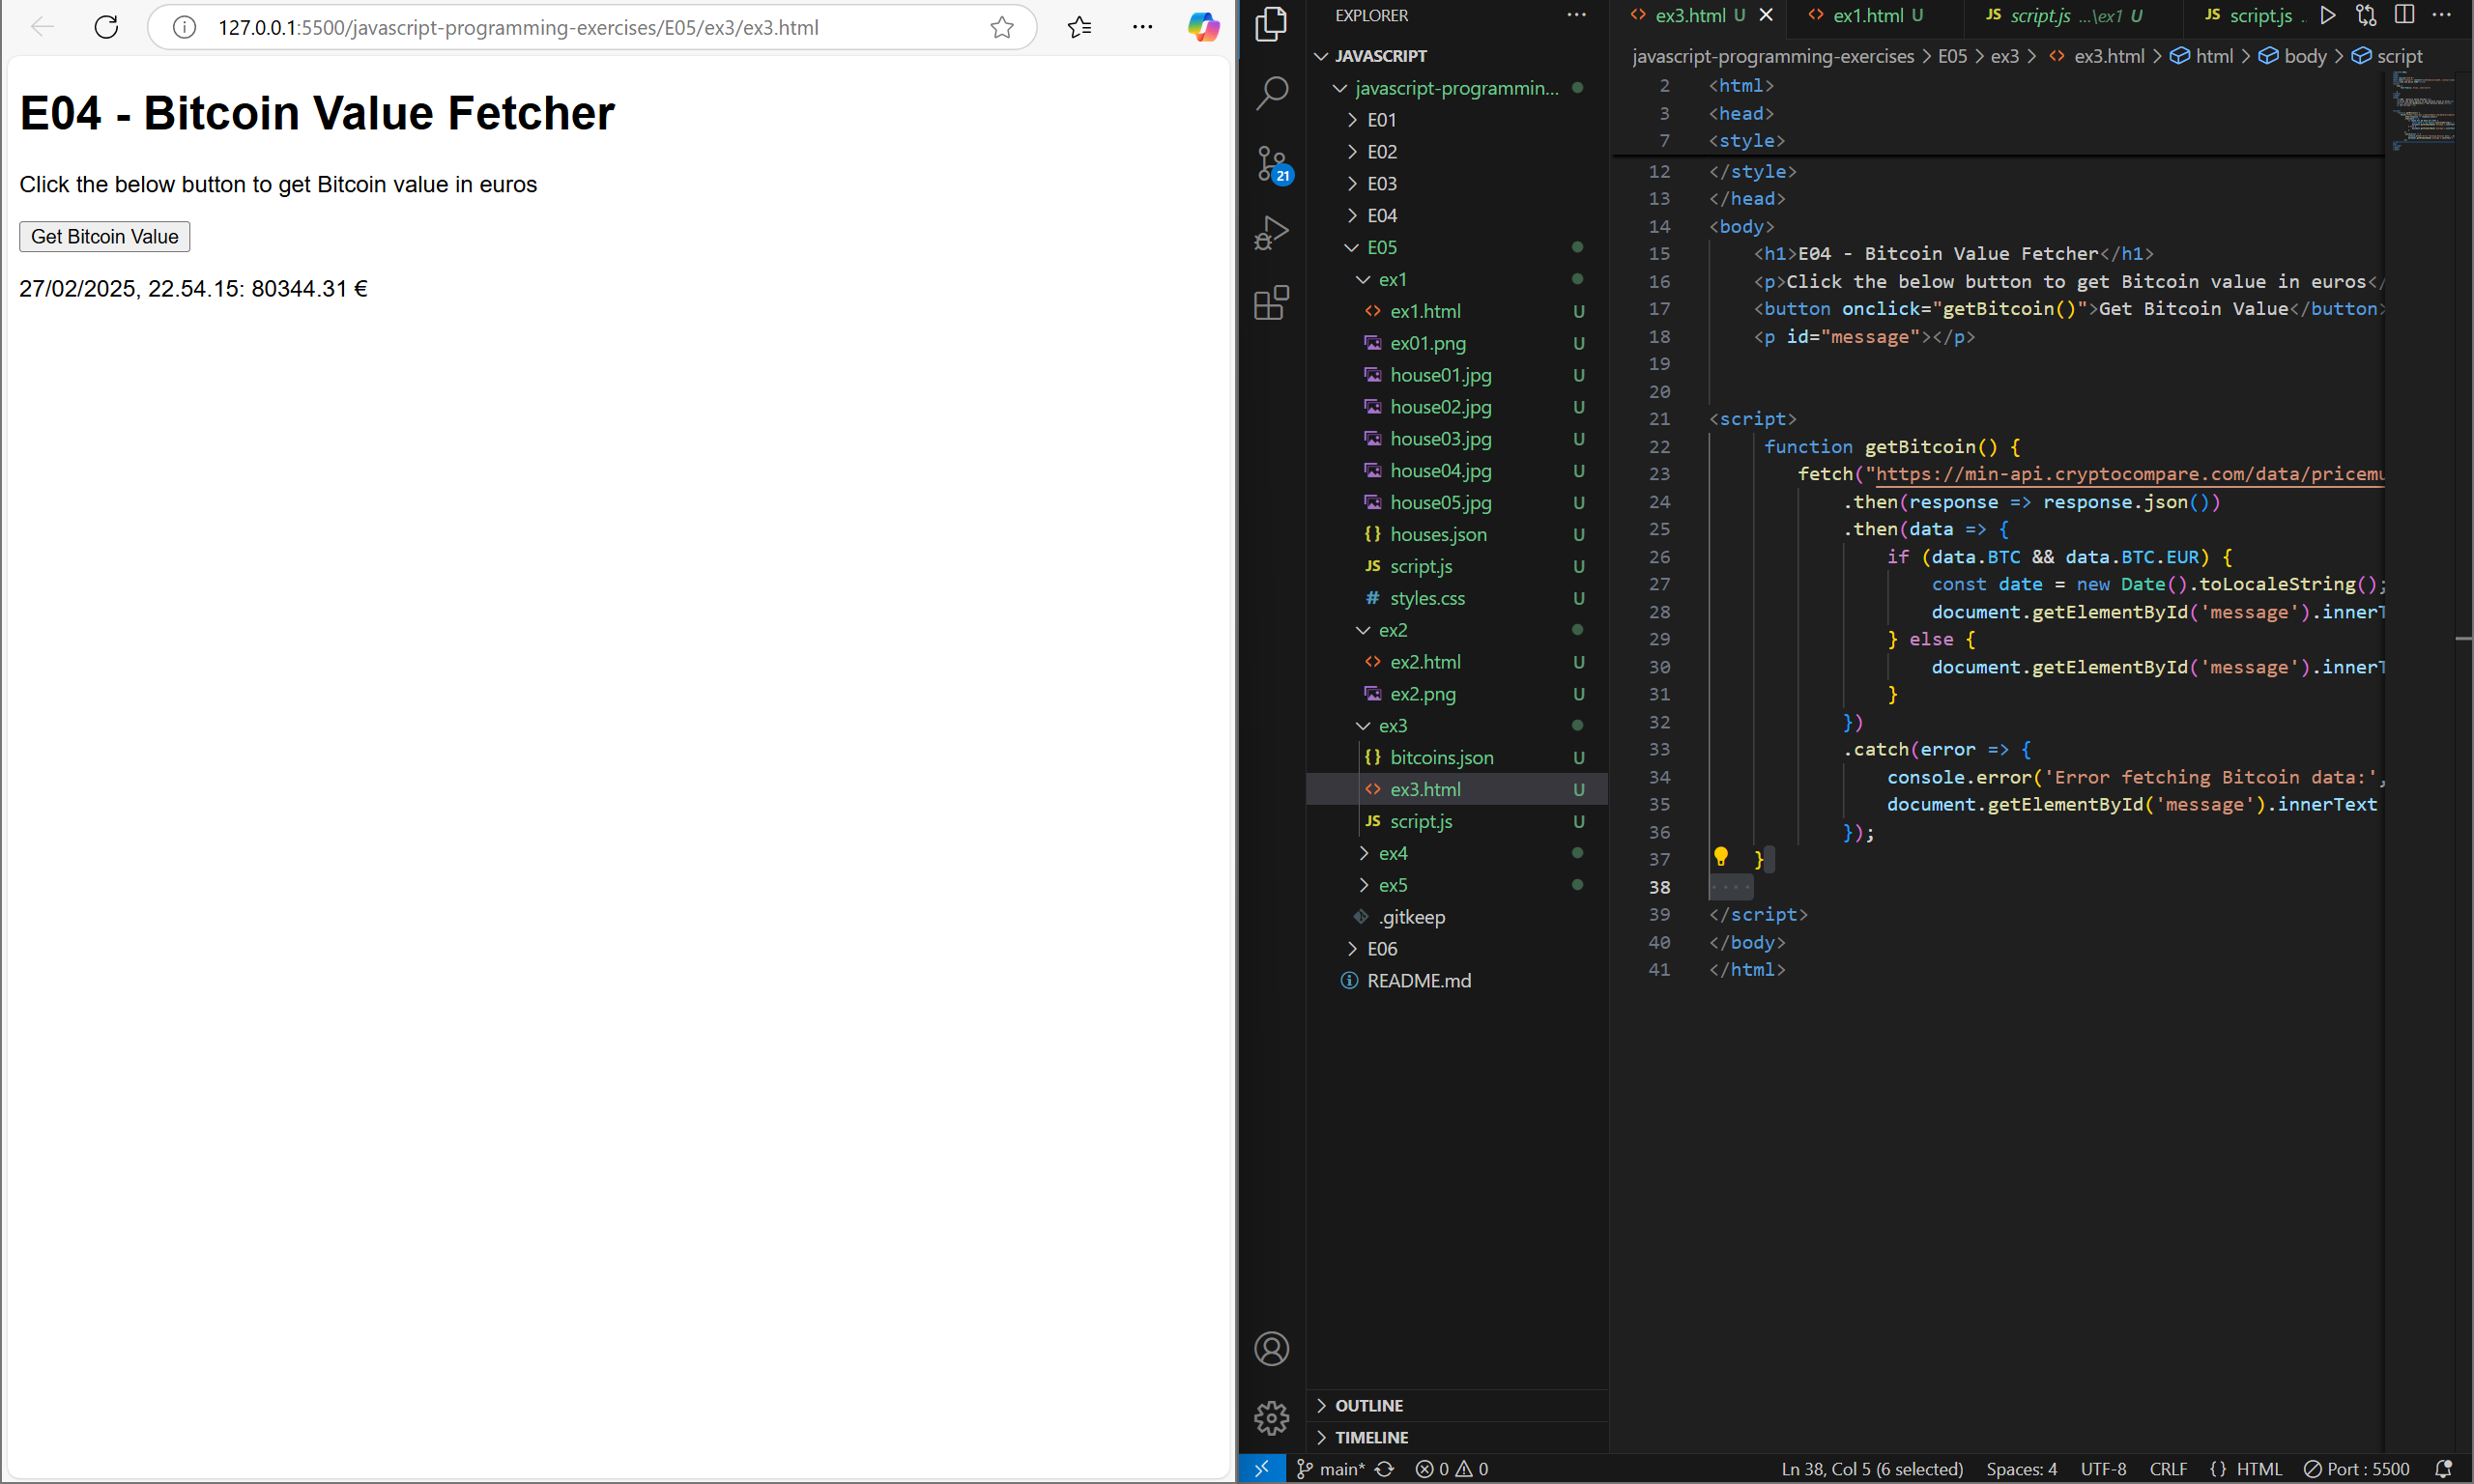 127.0.0.1:5500/javascript-programming-exercises/E05/ex3/ex3.html
E04 - Bitcoin Value Fetcher
Click the below button to get Bitcoin value in euros
Get Bitcoin Value
27/02/2025, 22.54.15: 80344.31 €
21
EXPLORER
JAVASCRIPT
javascript-programmin...
E01
E02
E03
E04
E05
ex1
ex1.html U
ex01.png U
house01.jpg U
house02.jpg U
house03.jpg U
house04.jpg U
house05.jpg U
{} houses.json U
JS script.js U
# styles.css U
ex2
ex2.html U
ex2.png U
ex3
{} bitcoins.json U
ex3.html U
JS script.js U
ex4
ex5
.gitkeep
E06
README.md
OUTLINE
TIMELINE
ex3.html U
ex1.html U
JS script.js ...\ex1 U
JS script.js .
javascript-programming-exercises > E05 > ex3 > ex3.html > html > body > script
2 <html>
3 <head>
7 <style>
12 </style>
13 </head>
14 <body>
15 <h1>E04 - Bitcoin Value Fetcher</h1>
16 <p>Click the below button to get Bitcoin value in euros</
17 <button onclick="getBitcoin()">Get Bitcoin Value</button>
18 <p id="message"></p>
19
20
21 <script>
22 function getBitcoin() {
23 fetch("https://min-api.cryptocompare.com/data/pricemu
24 .then(response => response.json())
25 .then(data => {
26 if (data.BTC && data.BTC.EUR) {
27 const date = new Date().toLocaleString();
28 document.getElementById('message').innerT
29 } else {
30 document.getElementById('message').innerT
31 }
32 })
33 .catch(error => {
34 console.error('Error fetching Bitcoin data:',
35 document.getElementById('message').innerText
36 });
37 }
38 ····
39 </script>
40 </body>
41 </html>
main* 0 0 Ln 38, Col 5 (6 selected) Spaces: 4 UTF-8 CRLF {} HTML Port : 5500